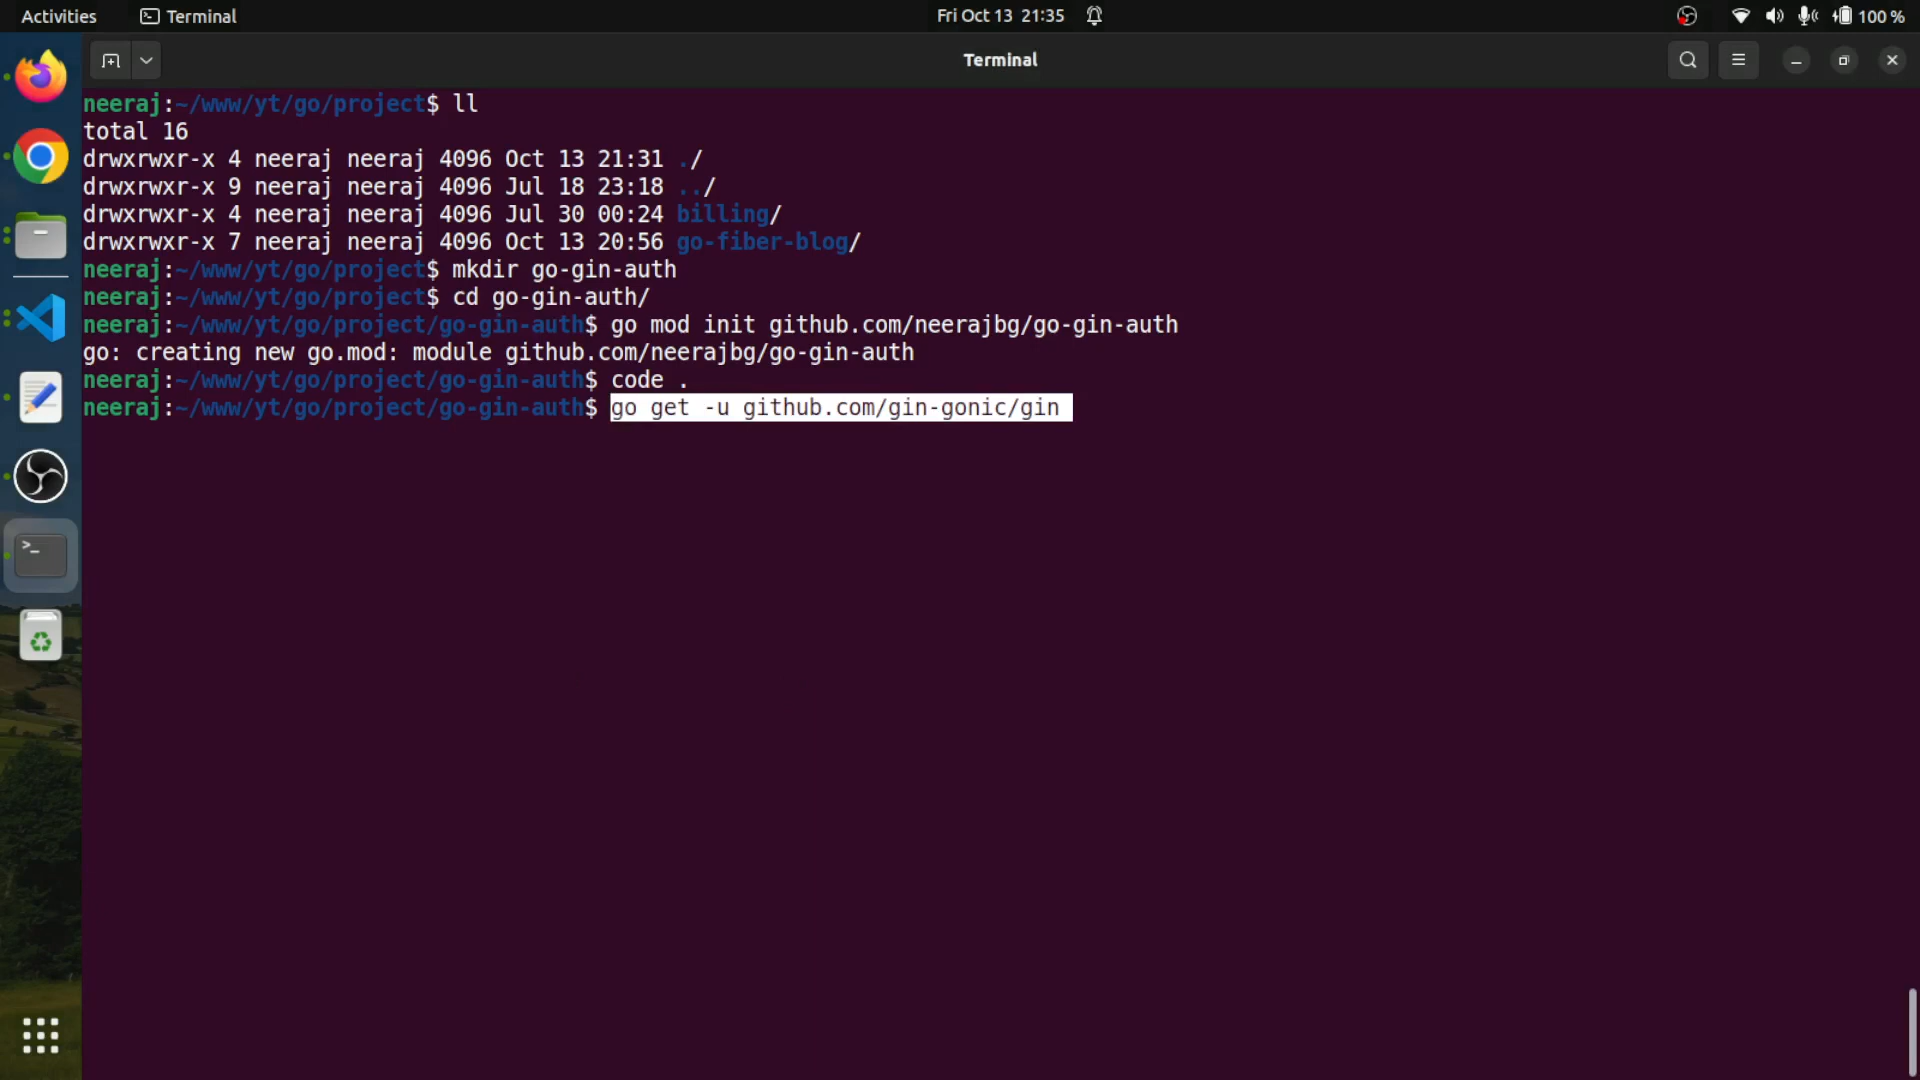 Activities Terminal Fri Oct 13 21:35 100 %
Terminal
neeraj:~/www/yt/go/project$ ll
total 16
drwxrwxr-x 4 neeraj neeraj 4096 Oct 13 21:31 ./
drwxrwxr-x 9 neeraj neeraj 4096 Jul 18 23:18 ../
drwxrwxr-x 4 neeraj neeraj 4096 Jul 30 00:24 billing/
drwxrwxr-x 7 neeraj neeraj 4096 Oct 13 20:56 go-fiber-blog/
neeraj:~/www/yt/go/project$ mkdir go-gin-auth
neeraj:~/www/yt/go/project$ cd go-gin-auth/
neeraj:~/www/yt/go/project/go-gin-auth$ go mod init github.com/neerajbg/go-gin-auth
go: creating new go.mod: module github.com/neerajbg/go-gin-auth
neeraj:~/www/yt/go/project/go-gin-auth$ code .
neeraj:~/www/yt/go/project/go-gin-auth$ go get -u github.com/gin-gonic/gin